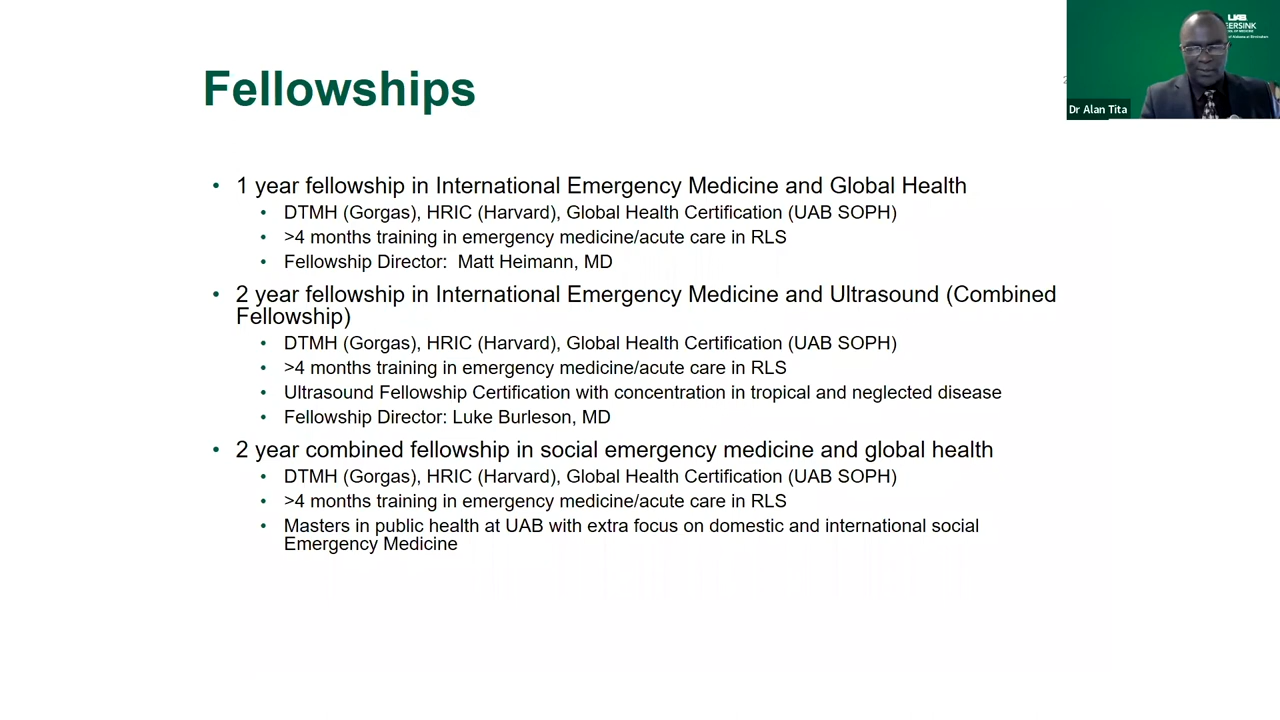 Fellowships
• 1 year fellowship in International Emergency Medicine and Global Health
• DTMH (Gorgas), HRIC (Harvard), Global Health Certification (UAB SOPH)
• >4 months training in emergency medicine/acute care in RLS
• Fellowship Director:  Matt Heimann, MD
• 2 year fellowship in International Emergency Medicine and Ultrasound (Combined
Fellowship)
• DTMH (Gorgas), HRIC (Harvard), Global Health Certification (UAB SOPH)
• >4 months training in emergency medicine/acute care in RLS
• Ultrasound Fellowship Certification with concentration in tropical and neglected disease
• Fellowship Director: Luke Burleson, MD
• 2 year combined fellowship in social emergency medicine and global health
• DTMH (Gorgas), HRIC (Harvard), Global Health Certification (UAB SOPH)
• >4 months training in emergency medicine/acute care in RLS
• Masters in public health at UAB with extra focus on domestic and international social
Emergency Medicine
UAB
Dr Alan Tita